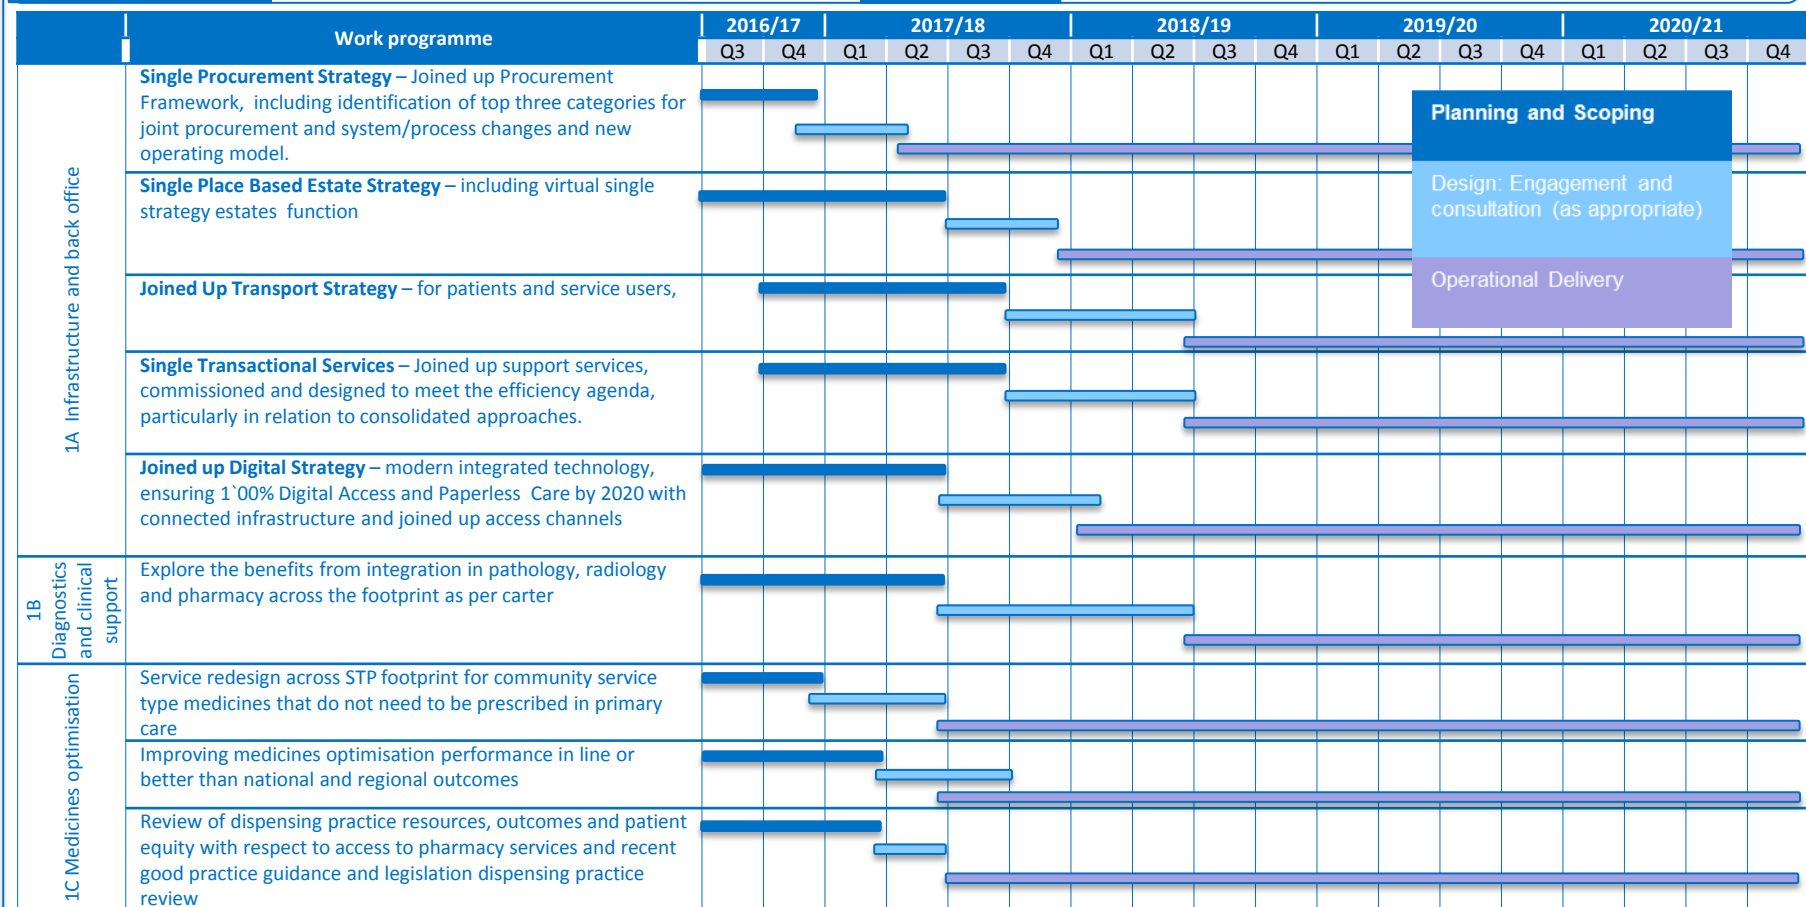 Work programme
2016/17 2017/18 2018/19 2019/20 2020/21
Q3 Q4 Q1 Q2 Q3 Q4 Q1 Q2 Q3 Q4 Q1 Q2 Q3 Q4 Q1 Q2 Q3 Q4
1A Infrastructure and back office
Single Procurement Strategy – Joined up Procurement
Framework, including identification of top three categories for
joint procurement and system/process changes and new
operating model.
Single Place Based Estate Strategy – including virtual single
strategy estates function
Joined Up Transport Strategy – for patients and service users,
Single Transactional Services – Joined up support services,
commissioned and designed to meet the efficiency agenda,
particularly in relation to consolidated approaches.
Joined up Digital Strategy – modern integrated technology,
ensuring 1`00% Digital Access and Paperless Care by 2020 with
connected infrastructure and joined up access channels
Planning and Scoping
Design: Engagement and
consultation (as appropriate)
Operational Delivery
1B
Diagnostics
and clinical
support
Explore the benefits from integration in pathology, radiology
and pharmacy across the footprint as per carter
1C Medicines optimisation
Service redesign across STP footprint for community service
type medicines that do not need to be prescribed in primary
care
Improving medicines optimisation performance in line or
better than national and regional outcomes
Review of dispensing practice resources, outcomes and patient
equity with respect to access to pharmacy services and recent
good practice guidance and legislation dispensing practice
review